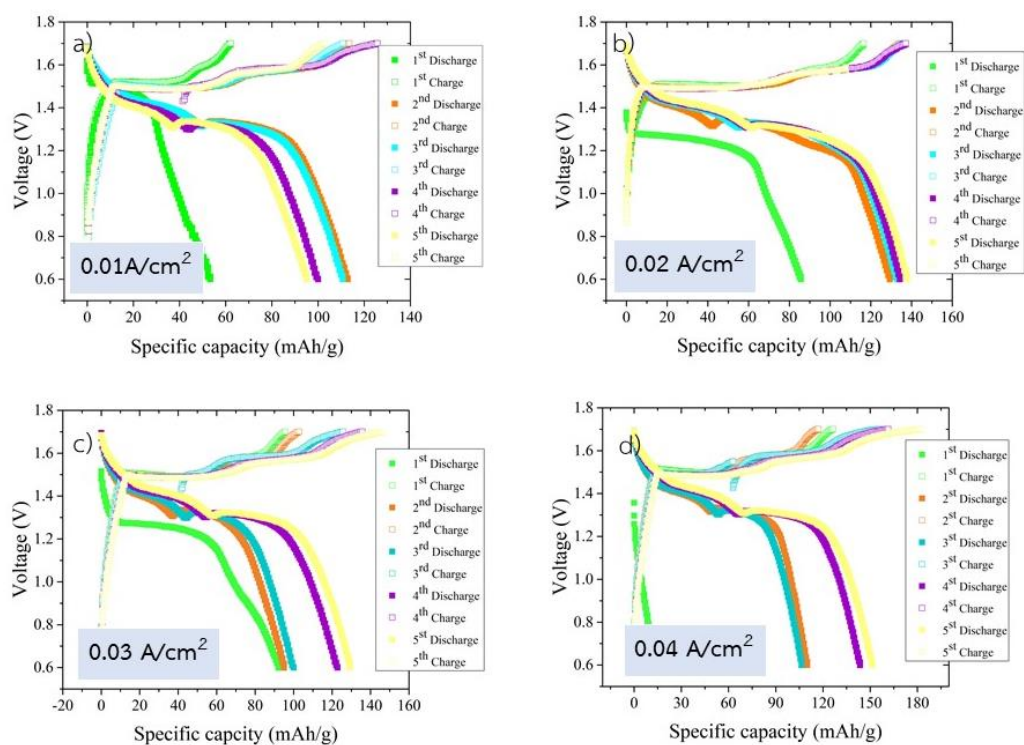 a)
Voltage (V)
1.8
1.6
1.4
1.2
1.0
0.8
0.6
0.01A/cm²
0 20 40 60 80 100 120 140
Specific capacity (mAh/g)
1st Discharge
1st Charge
2nd Discharge
2nd Charge
3rd Discharge
3rd Charge
4th Discharge
4th Charge
5th Discharge
5th Charge
b)
Voltage (V)
1.8
1.6
1.4
1.2
1.0
0.8
0.6
0.02 A/cm²
0 20 40 60 80 100 120 140 160
Specific capacity (mAh/g)
1st Discharge
1st Charge
2nd Discharge
2nd Charge
3rd Discharge
3rd Charge
4th Discharge
4th Charge
5st Discharge
5th Charge
c)
Voltage (V)
1.8
1.6
1.4
1.2
1.0
0.8
0.6
0.03 A/cm²
-20 0 20 40 60 80 100 120 140 160
Specific capacity (mAh/g)
1st Discharge
1st Charge
2nd Discharge
2nd Charge
3rd Discharge
3rd Charge
4th Discharge
4th Charge
5st Discharge
5th Charge
d)
Voltage (V)
1.8
1.6
1.4
1.2
1.0
0.8
0.6
0.04 A/cm²
0 30 60 90 120 150 180
Specific capacity (mAh/g)
1st Discharge
1st Charge
2st Discharge
2st Charge
3st Discharge
3st Charge
4st Discharge
4st Charge
5st Discharge
5st Charge